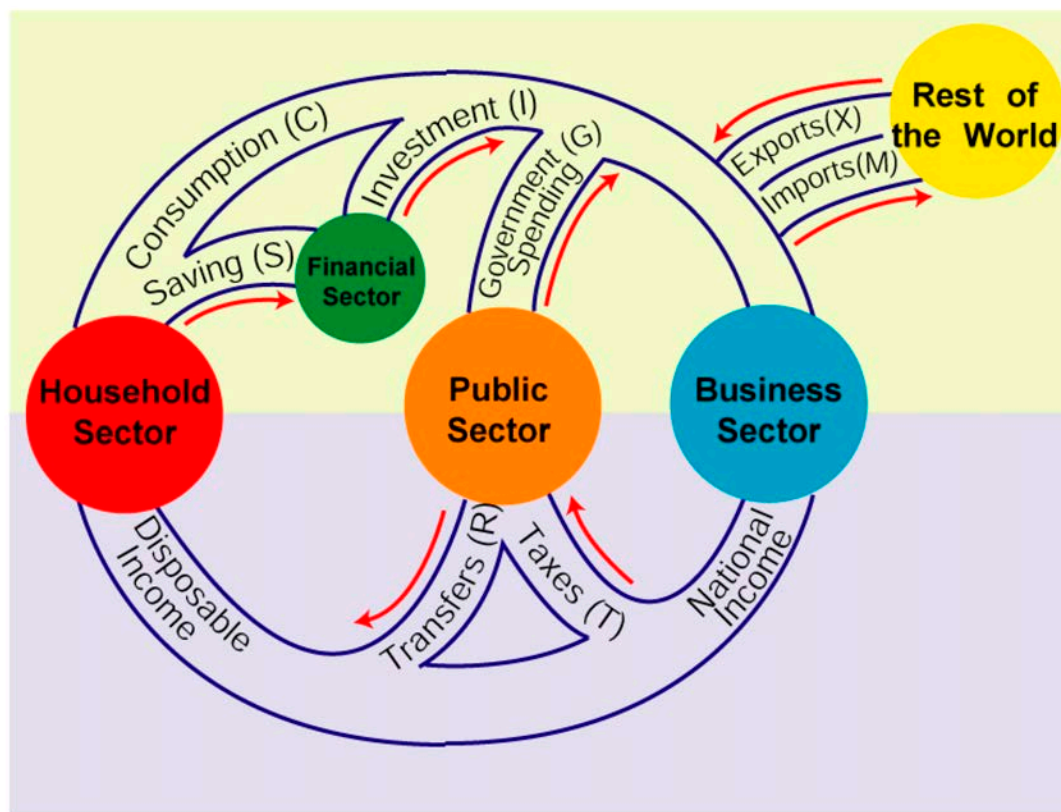 Consumption (C)
Investment (I)
Government (G)
Spending
Exports(X)
Imports(M)
Rest of
the World
Saving (S)
Financial
Sector
Household
Sector
Public
Sector
Business
Sector
Disposable
Income
Transfers (R)
Taxes (T)
National
Income